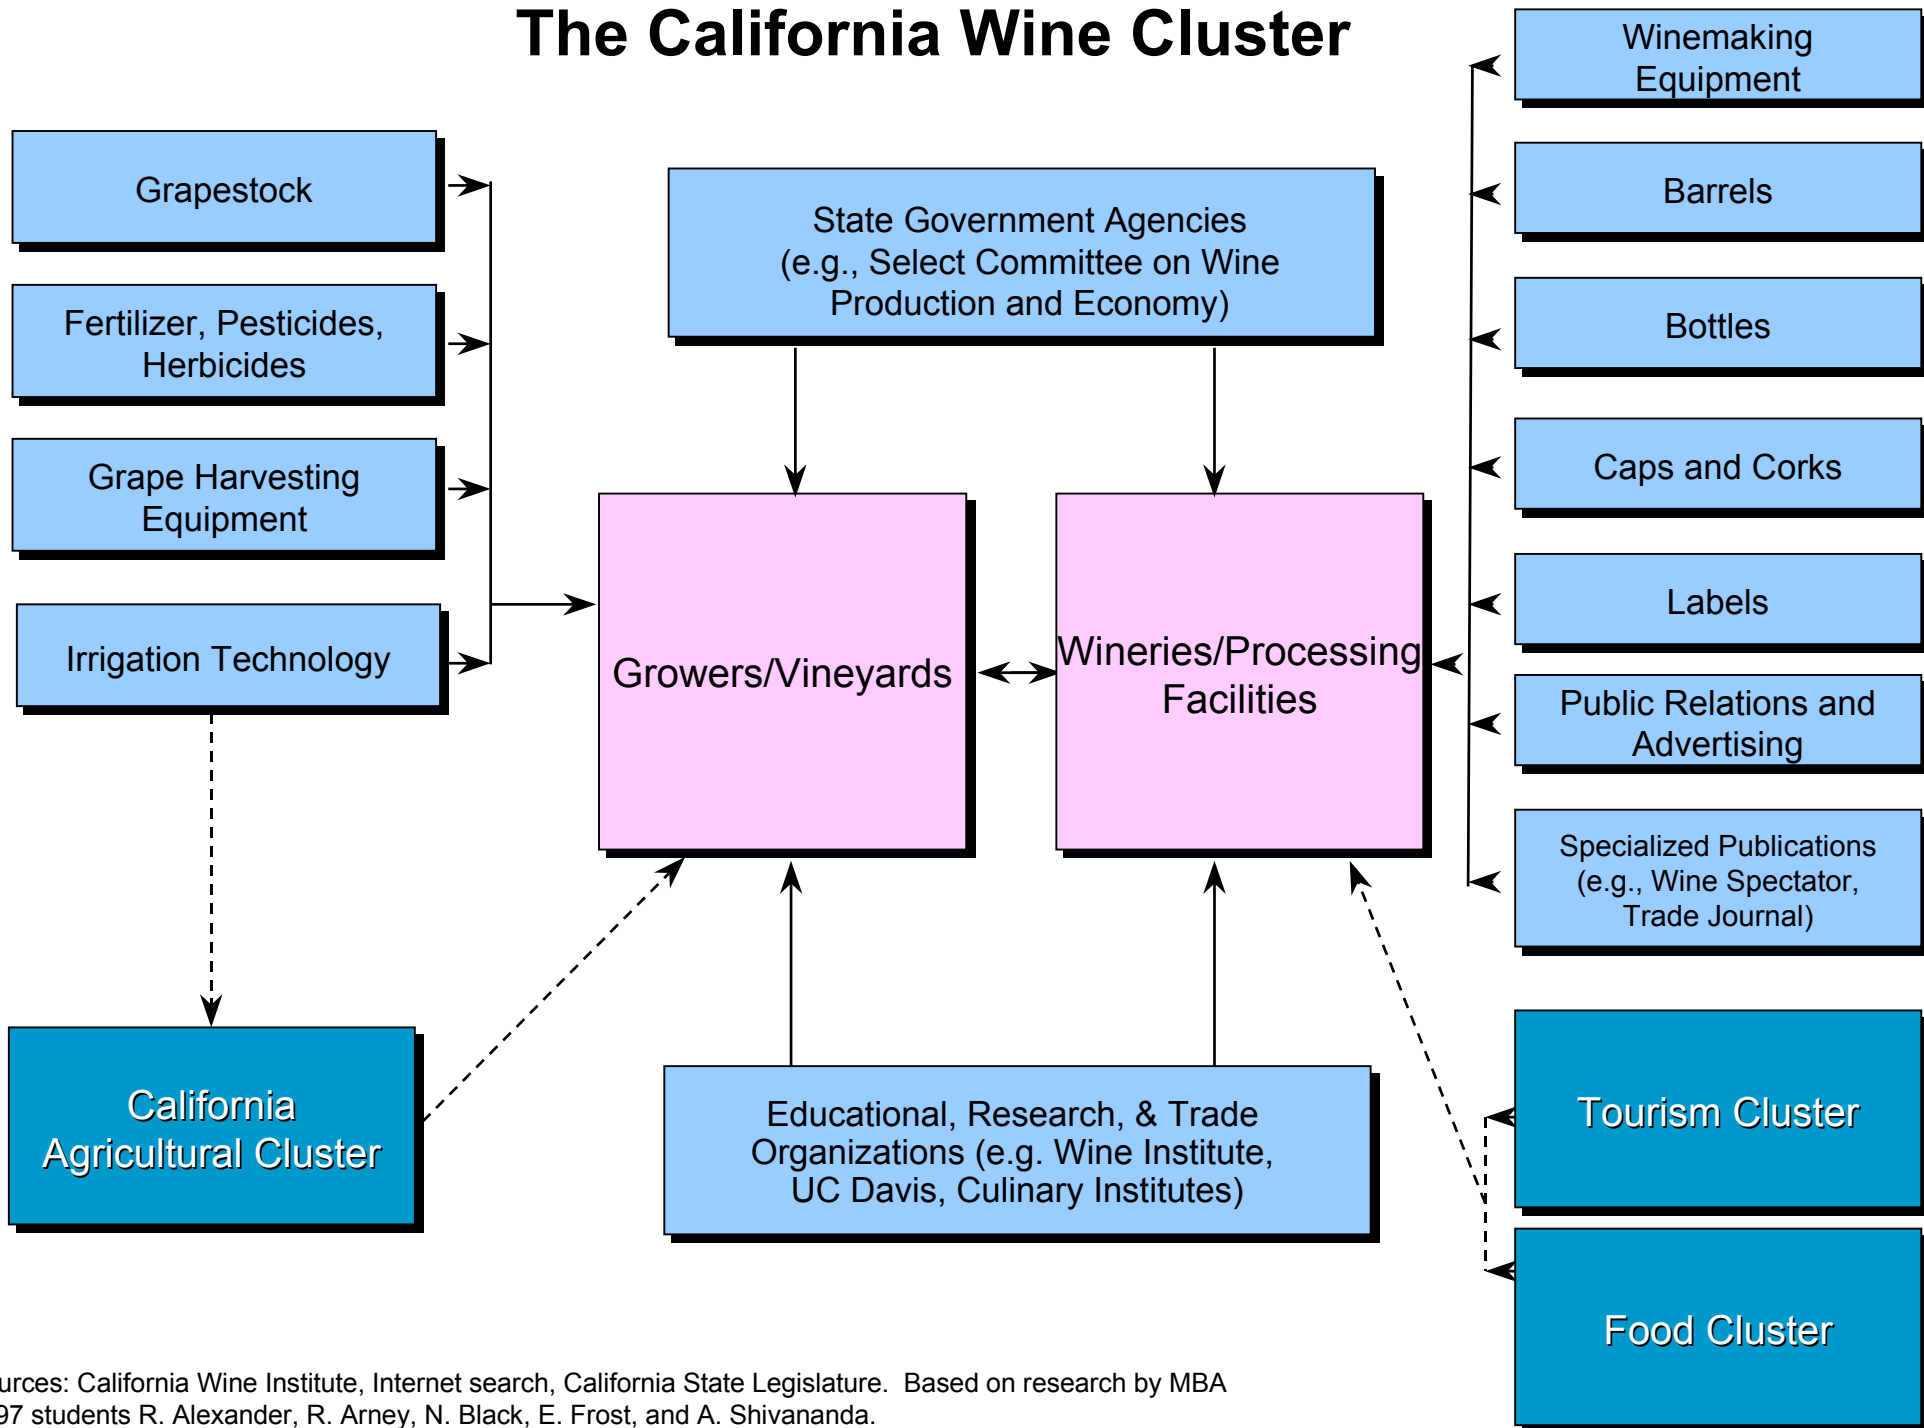 The California Wine Cluster
Grapestock
Fertilizer, Pesticides,
Herbicides
Grape Harvesting
Equipment
Irrigation Technology
California
Agricultural Cluster
State Government Agencies
(e.g., Select Committee on Wine
Production and Economy)
Growers/Vineyards
Wineries/Processing
Facilities
Educational, Research, & Trade
Organizations (e.g. Wine Institute,
UC Davis, Culinary Institutes)
Winemaking
Equipment
Barrels
Bottles
Caps and Corks
Labels
Public Relations and
Advertising
Specialized Publications
(e.g., Wine Spectator,
Trade Journal)
Tourism Cluster
Food Cluster
urces: California Wine Institute, Internet search, California State Legislature. Based on research by MBA
97 students R. Alexander, R. Arney, N. Black, E. Frost, and A. Shivananda.